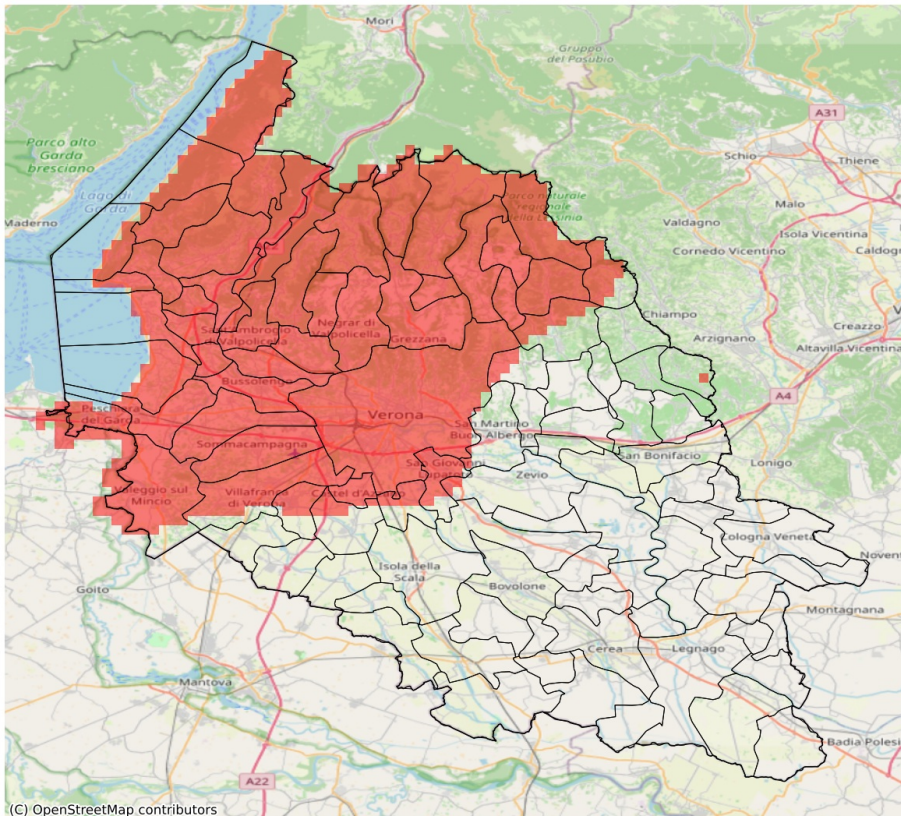 Mori
Gruppo
del Pasubio
A31
Parco alto
Garda
bresciano
Schio
Thiene
Lago di
Garda
Parco naturale
regionale
della Lessinia
Malo
Maderno
Valdagno
Isola Vicentina
Cornedo Vicentino
Caldogn
Chiampo
Creazzo
Sant'Ambrogio
di Valpolicella
Negrar di
Valpolicella
Grezzana
Arzignano
Altavilla Vicentina
Bussolengo
A4
Peschiera
del Garda
Verona
San Martino
Buon Albergo
Sommacampagna
San Bonifacio
San Giovanni
Lupatoto
Zevio
Lonigo
Valeggio sul
Mincio
Villafranca
di Verona
Castel d'Azzano
Cologna Veneta
Noven
Isola della
Scala
Goito
Bovolone
Montagnana
Cerea
Legnago
Mantova
Badia Polesi
A22
(C) OpenStreetMap contributors